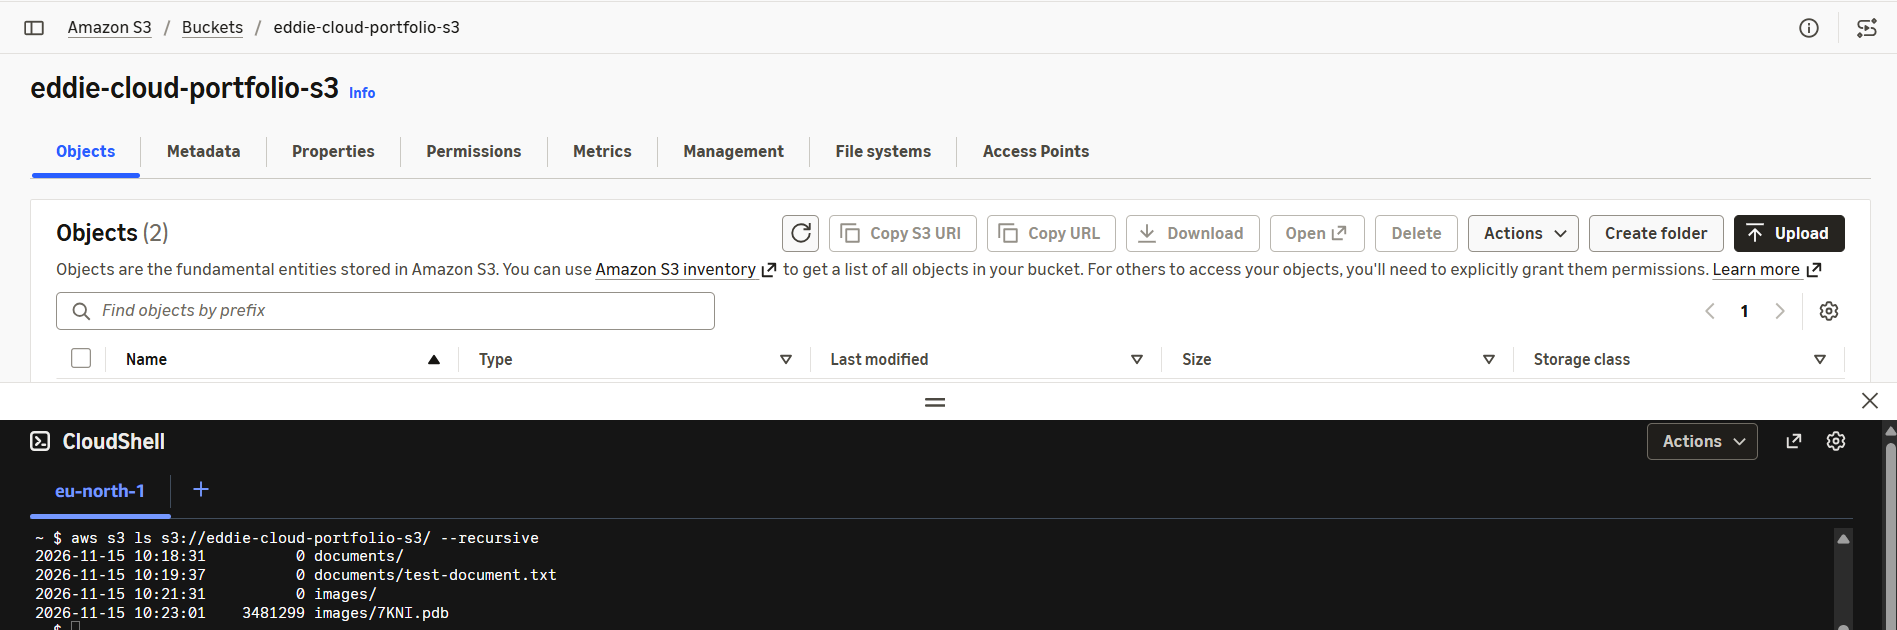 Amazon S3 / Buckets / eddie-cloud-portfolio-s3
eddie-cloud-portfolio-s3 Info
Objects Metadata Properties Permissions Metrics Management File systems Access Points
Objects (2) Copy S3 URI Copy URL Download Open Delete Actions Create folder Upload
Objects are the fundamental entities stored in Amazon S3. You can use Amazon S3 inventory to get a list of all objects in your bucket. For others to access your objects, you'll need to explicitly grant them permissions. Learn more
Find objects by prefix 1
Name Type Last modified Size Storage class
CloudShell Actions
eu-north-1 +
~ $ aws s3 ls s3://eddie-cloud-portfolio-s3/ --recursive
2026-11-15 10:18:31 0 documents/
2026-11-15 10:19:37 0 documents/test-document.txt
2026-11-15 10:21:31 0 images/
2026-11-15 10:23:01 3481299 images/7KNI.pdb
~ $